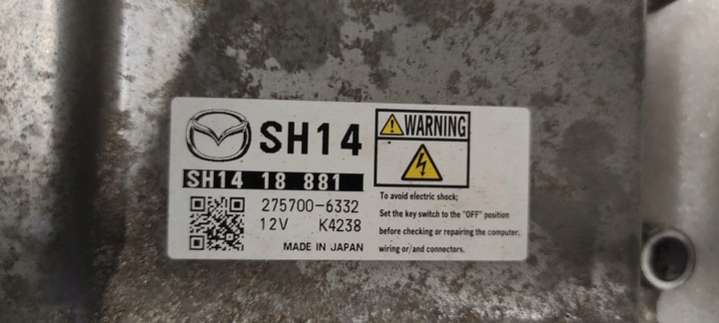 SH14
SH14 18 881
275700-6332
12V K4238
MADE IN JAPAN
WARNING
To avoid electric shock;
Set the key switch to the "OFF" position
before checking or repairing the computer,
wiring or/and connectors.